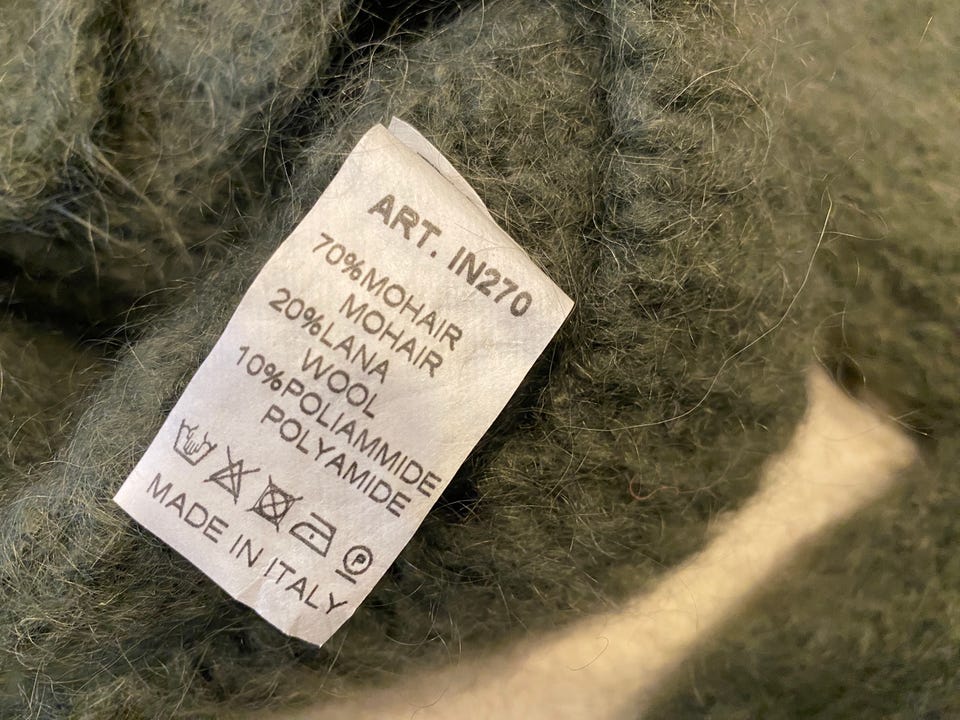 ART. IN270
70%MOHAIR
MOHAIR
20%LANA
WOOL
10%POLIAMMIDE
POLYAMIDE
P
MADE IN ITALY